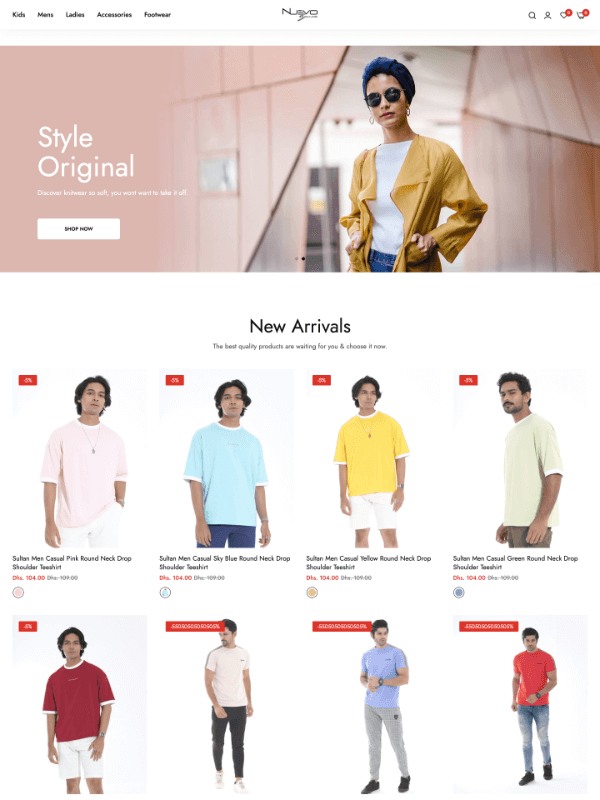 Kids Mens Ladies Accessories Footwear
NUEVO
0 0
Style
Original
Discover knitwear so soft, you wont want to take it off.
SHOP NOW
New Arrivals
The best quality products are waiting for you & choose it now.
-5% -5% -5% -5%
Sultan Men Casual Pink Round Neck Drop
Shoulder Teeshirt
Dhs. 104.00 Dhs. 109.00
Sultan Men Casual Sky Blue Round Neck Drop
Shoulder Teeshirt
Dhs. 104.00 Dhs. 109.00
Sultan Men Casual Yellow Round Neck Drop
Shoulder Teeshirt
Dhs. 104.00 Dhs. 109.00
Sultan Men Casual Green Round Neck Drop
Shoulder Teeshirt
Dhs. 104.00 Dhs. 109.00
-5% -55050505050505% -55050505050505% -55050505050505%